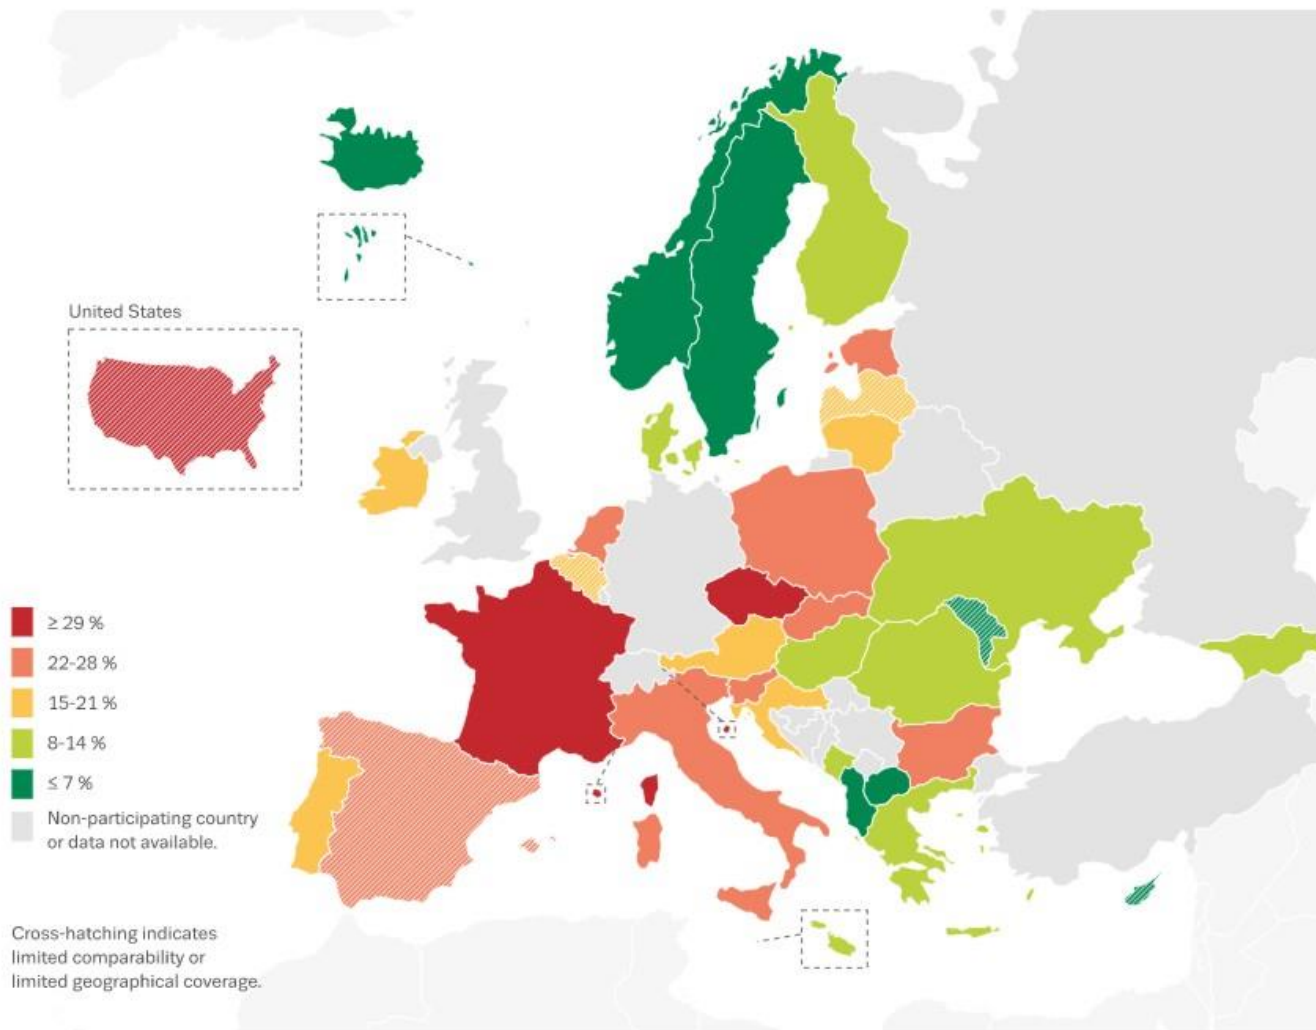 United States
≥ 29 %
22-28 %
15-21 %
8-14 %
≤ 7 %
Non-participating country
or data not available.
Cross-hatching indicates
limited comparability or
limited geographical coverage.